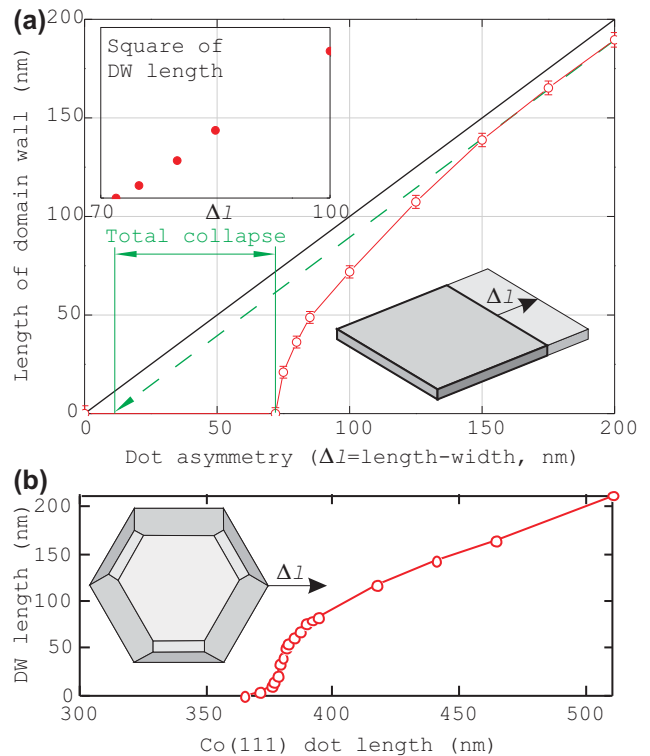 (a)
200
150
100
50
0
Length of domain wall (nm)
Square of
DW length
70
Δl
100
Total collapse
Δl
0
50
100
150
200
Dot asymmetry (Δl=length-width, nm)
(b)
200
150
100
50
0
DW length (nm)
Δl
300
350
400
450
500
Co(111) dot length (nm)